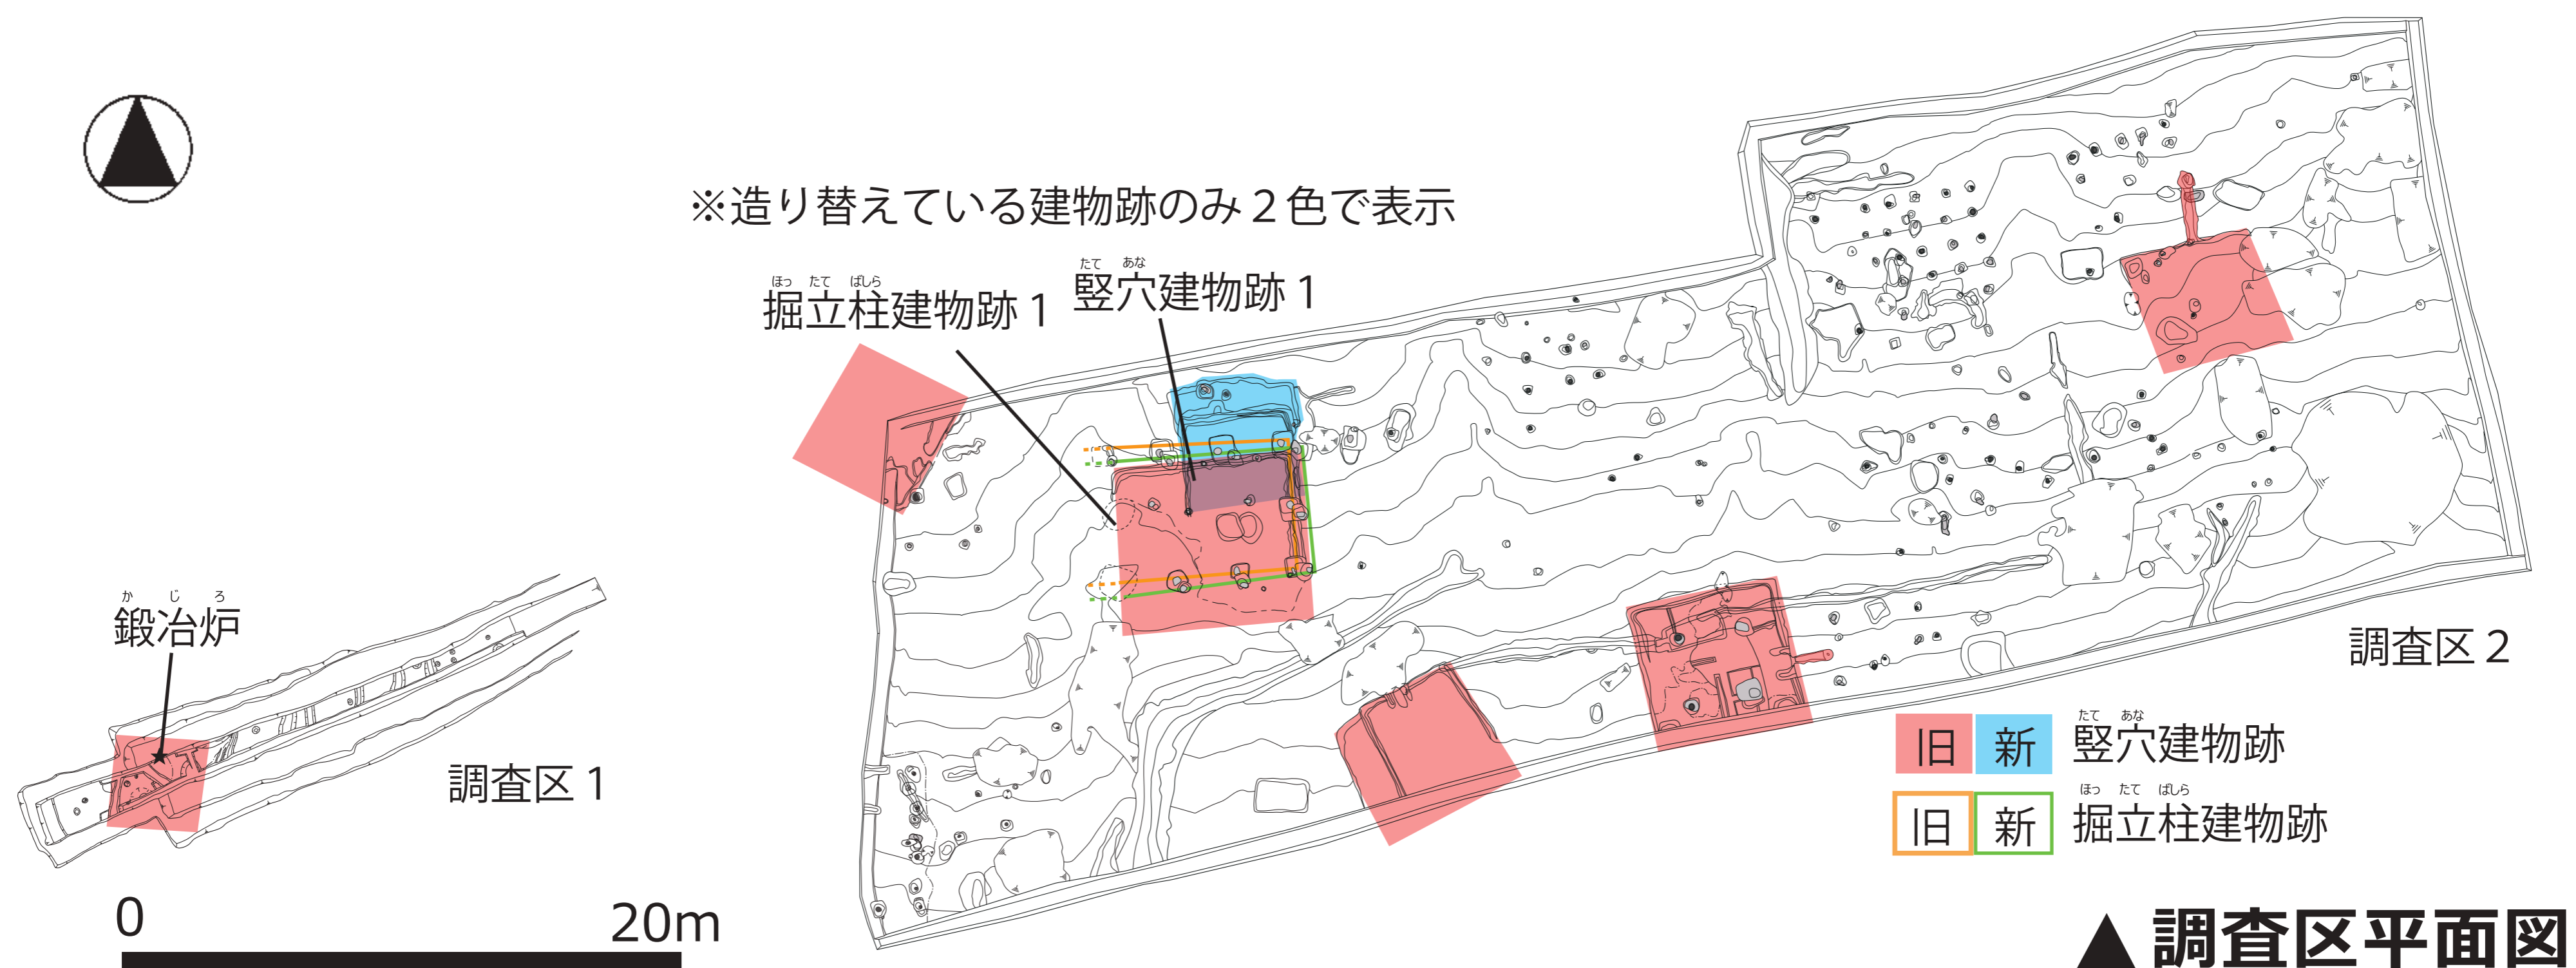 ※造り替えている建物跡のみ２色で表示
ほっ たて ばしら
掘立柱建物跡１
たて あな
竪穴建物跡１
か じ ろ
鍛冶炉
調査区１
調査区２
旧 新
たて あな
竪穴建物跡
旧 新
ほっ たて ばしら
掘立柱建物跡
0 20m
▲調査区平面図